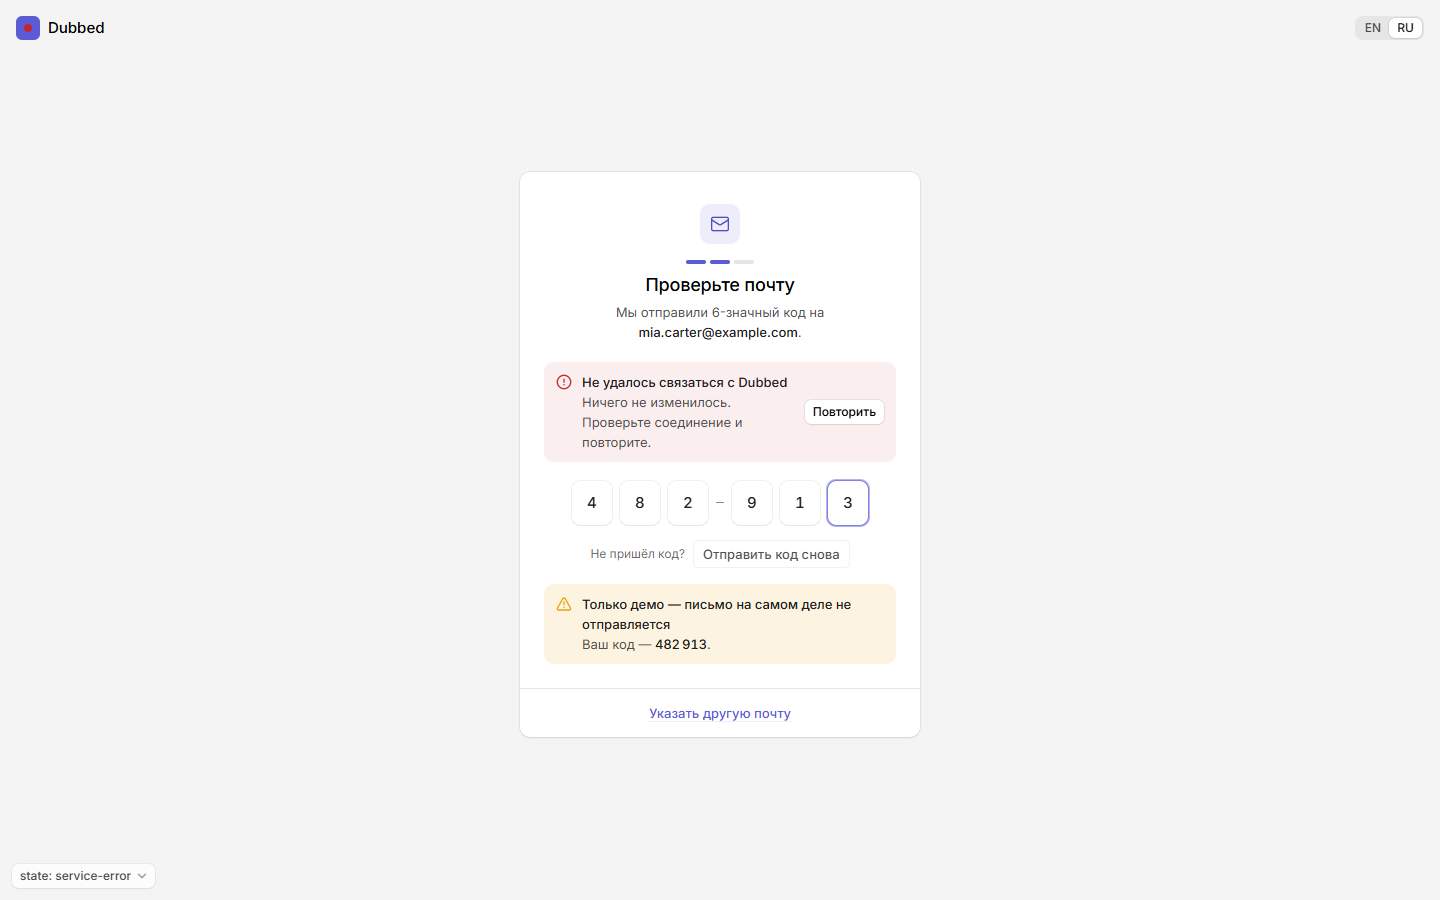 Dubbed
EN RU
Проверьте почту
Мы отправили 6-значный код на
mia.carter@example.com.
Не удалось связаться с Dubbed
Ничего не изменилось.
Проверьте соединение и
повторите.
Повторить
4 8 2 – 9 1 3
Не пришёл код? Отправить код снова
Только демо — письмо на самом деле не
отправляется
Ваш код — 482 913.
Указать другую почту
state: service-error